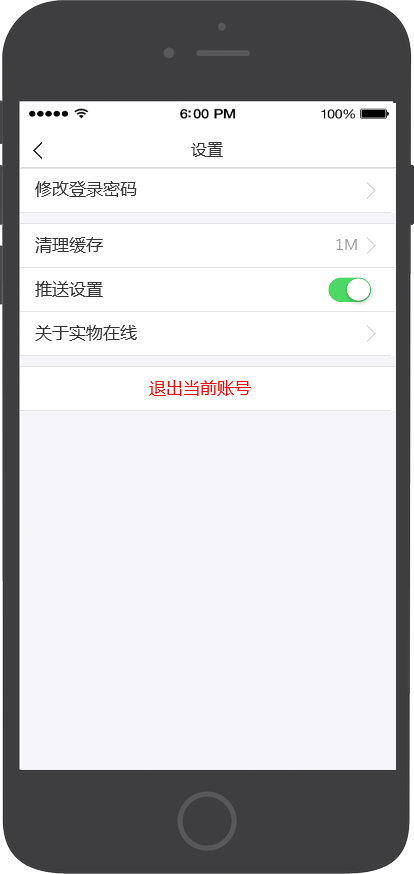 6:00 PM 100%
设置
修改登录密码
清理缓存 1M
推送设置
关于实物在线
退出当前账号